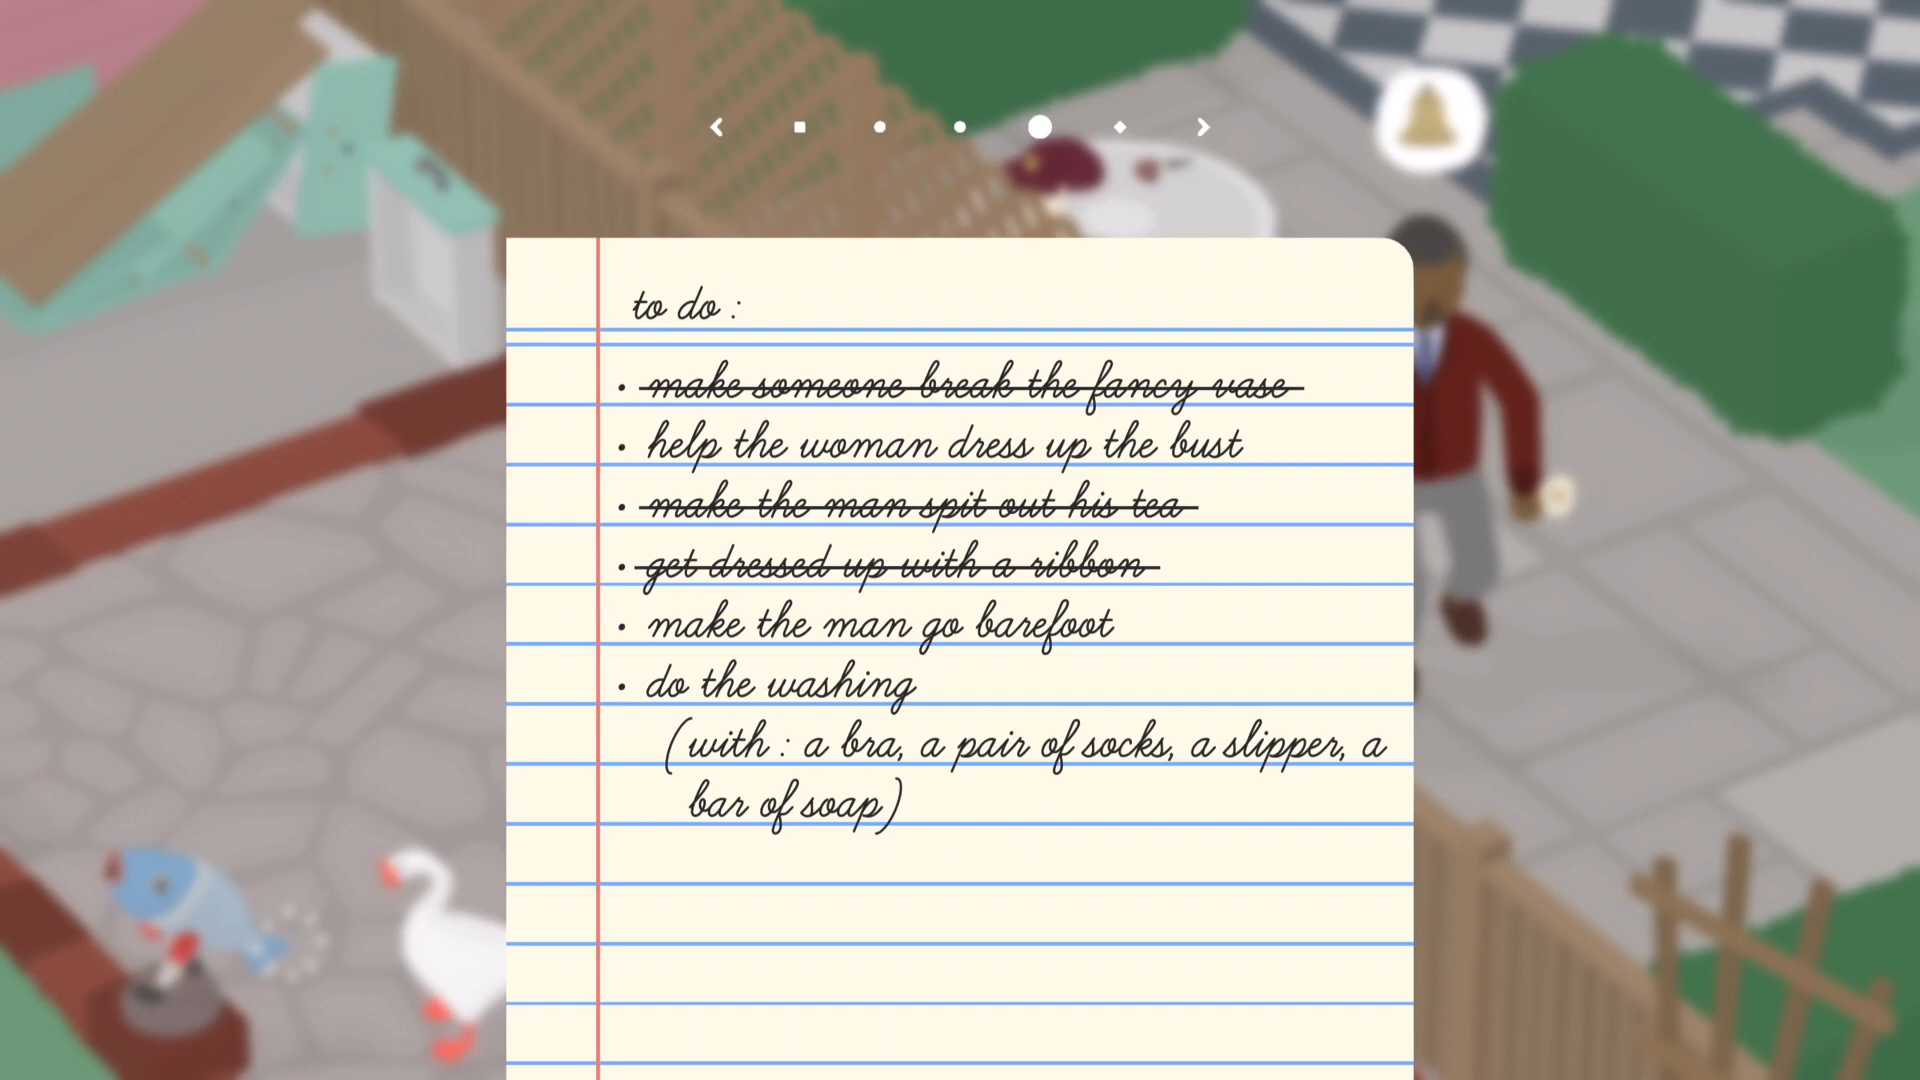 to do :
• make someone break the fancy vase
• help the woman dress up the bust
• make the man spit out his tea
• get dressed up with a ribbon
• make the man go barefoot
• do the washing
(with : a bra, a pair of socks, a slipper, a
bar of soap)